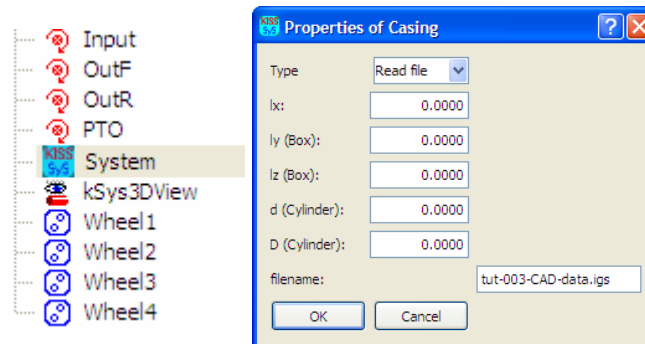 Input
OutF
OutR
PTO
KISS
SyS
System
kSys3DView
Wheel1
Wheel2
Wheel3
Wheel4
KISS
SyS
Properties of Casing
?
Type
Read file
lx:
0.0000
ly (Box):
0.0000
lz (Box):
0.0000
d (Cylinder):
0.0000
D (Cylinder):
0.0000
filename:
tut-003-CAD-data.igs
OK
Cancel